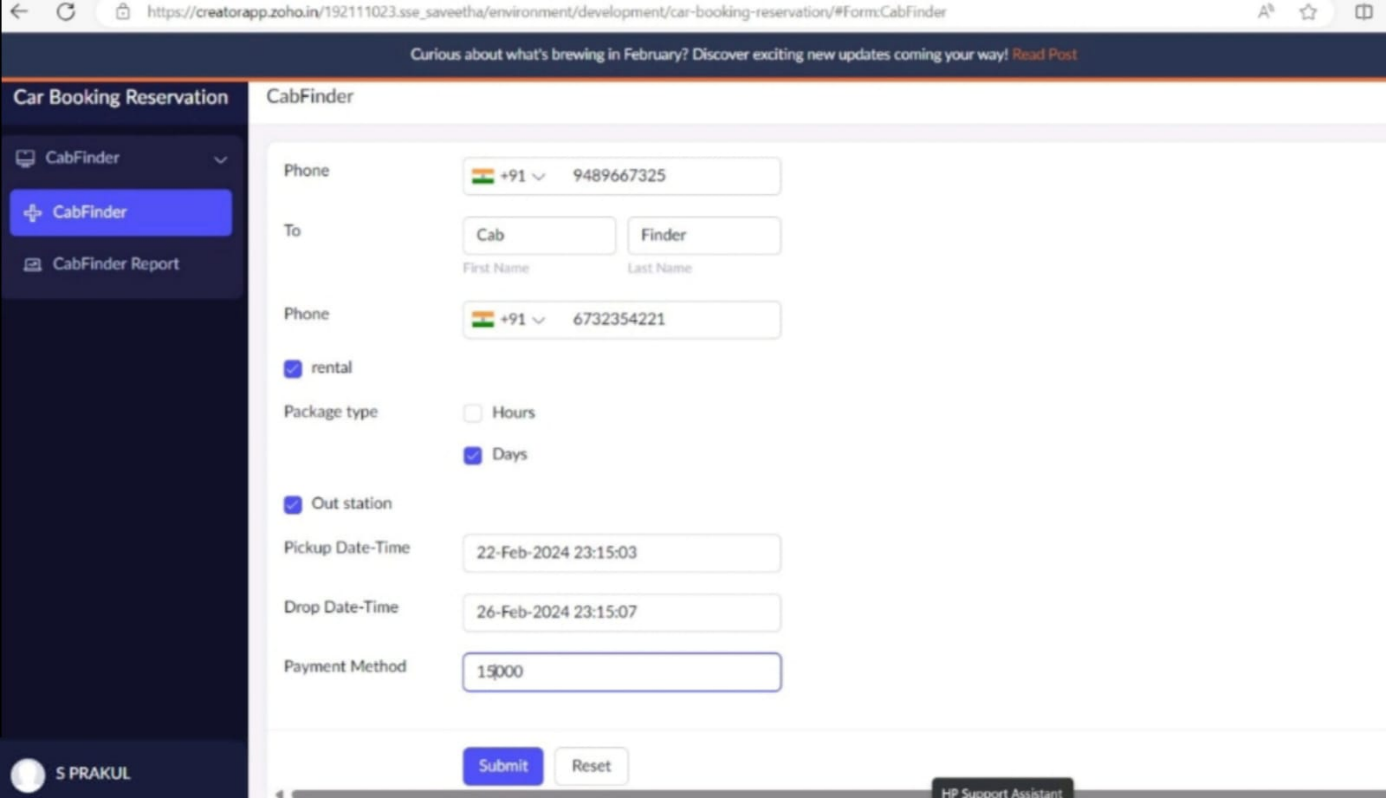 https://creatorapp.zoho.in/192111023.sse_saveetha/environment/development/car-booking-reservation/#Form:CabFinder
Curious about what's brewing in February? Discover exciting new updates coming your way! Read Post
Car Booking Reservation
CabFinder
CabFinder
CabFinder
CabFinder Report
Phone
+91 9489667325
To
Cab Finder
First Name Last Name
Phone
+91 6732354221
rental
Package type
Hours
Days
Out station
Pickup Date-Time
22-Feb-2024 23:15:03
Drop Date-Time
26-Feb-2024 23:15:07
Payment Method
15000
Submit Reset
S PRAKUL
HP Support Assistant